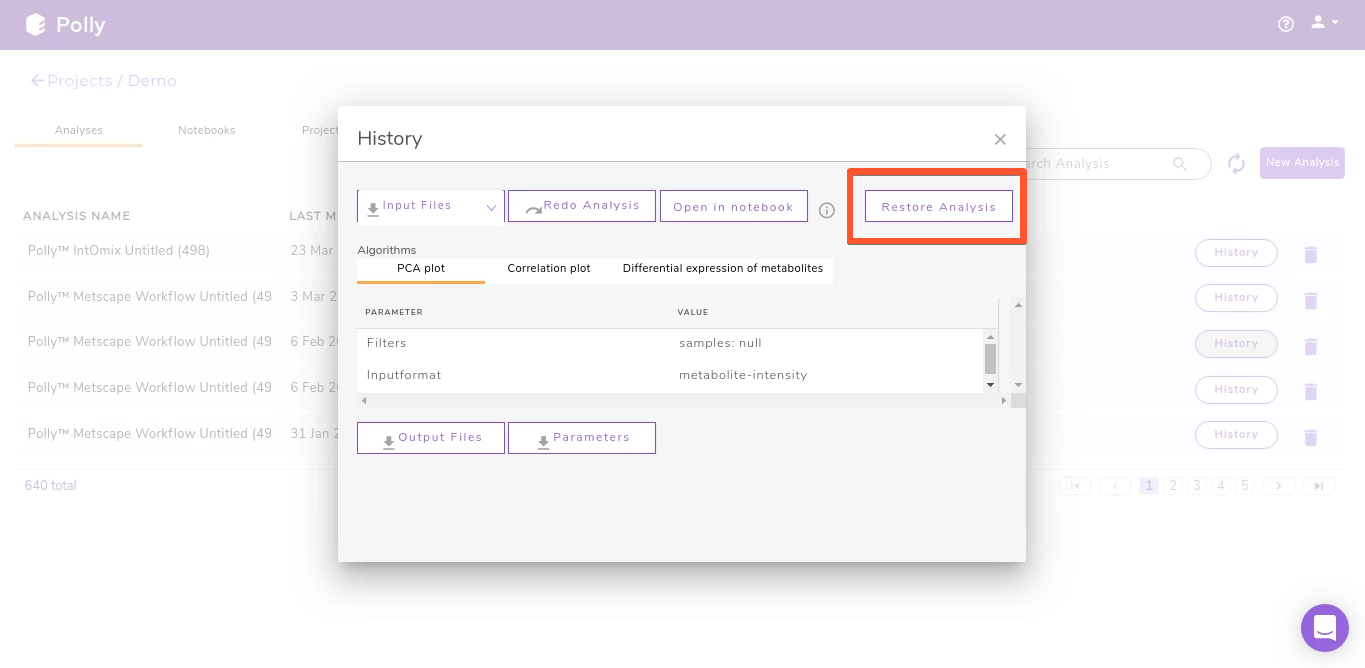 Polly
Projects / Demo
Analyses Notebooks Project
History
rch Analysis New Analysis
Input Files Redo Analysis Open in notebook Restore Analysis
ANALYSIS NAME LAST M
Polly™ IntOmix Untitled (498) 23 Mar History
Algorithms
PCA plot Correlation plot Differential expression of metabolites
Polly™ Metscape Workflow Untitled (49 3 Mar 2 History
PARAMETER VALUE
Filters samples: null
Polly™ Metscape Workflow Untitled (49 6 Feb 20 History
Inputformat metabolite-intensity
Polly™ Metscape Workflow Untitled (49 6 Feb 20 History
Polly™ Metscape Workflow Untitled (49 31 Jan 2 History
Output Files Parameters
640 total 1 2 3 4 5